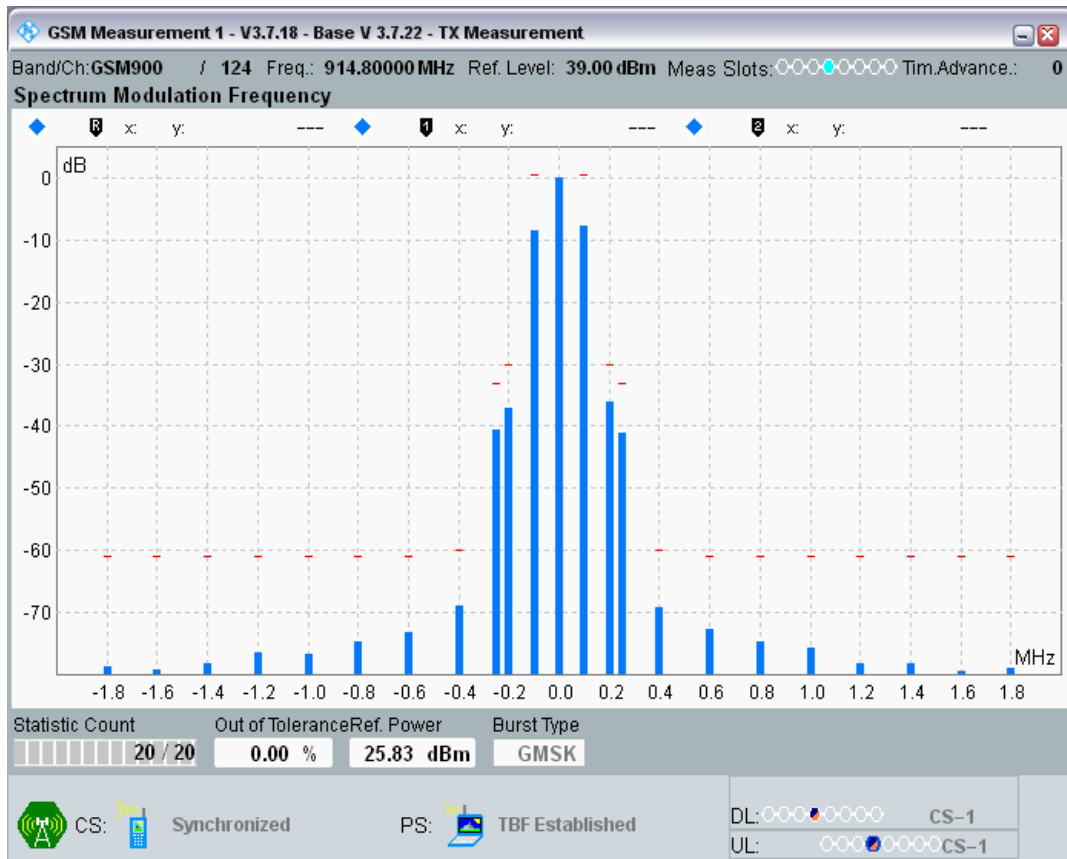 GSM Measurement 1 - V3.7.18 - Base V 3.7.22 - TX Measurement
Band/Ch:GSM900 / 124 Freq.: 914.80000 MHz Ref. Level: 39.00 dBm Meas Slots: Tim.Advance.: 0
Spectrum Modulation Frequency
R x: y: --- 1 x: y: --- 2 x: y: ---
dB
0
-10
-20
-30
-40
-50
-60
-70
MHz
-1.8 -1.6 -1.4 -1.2 -1.0 -0.8 -0.6 -0.4 -0.2 0.0 0.2 0.4 0.6 0.8 1.0 1.2 1.4 1.6 1.8
Statistic Count Out of Tolerance Ref. Power Burst Type
20 / 20 0.00 % 25.83 dBm GMSK
CS: Synchronized PS: TBF Established
DL: CS-1
UL: CS-1